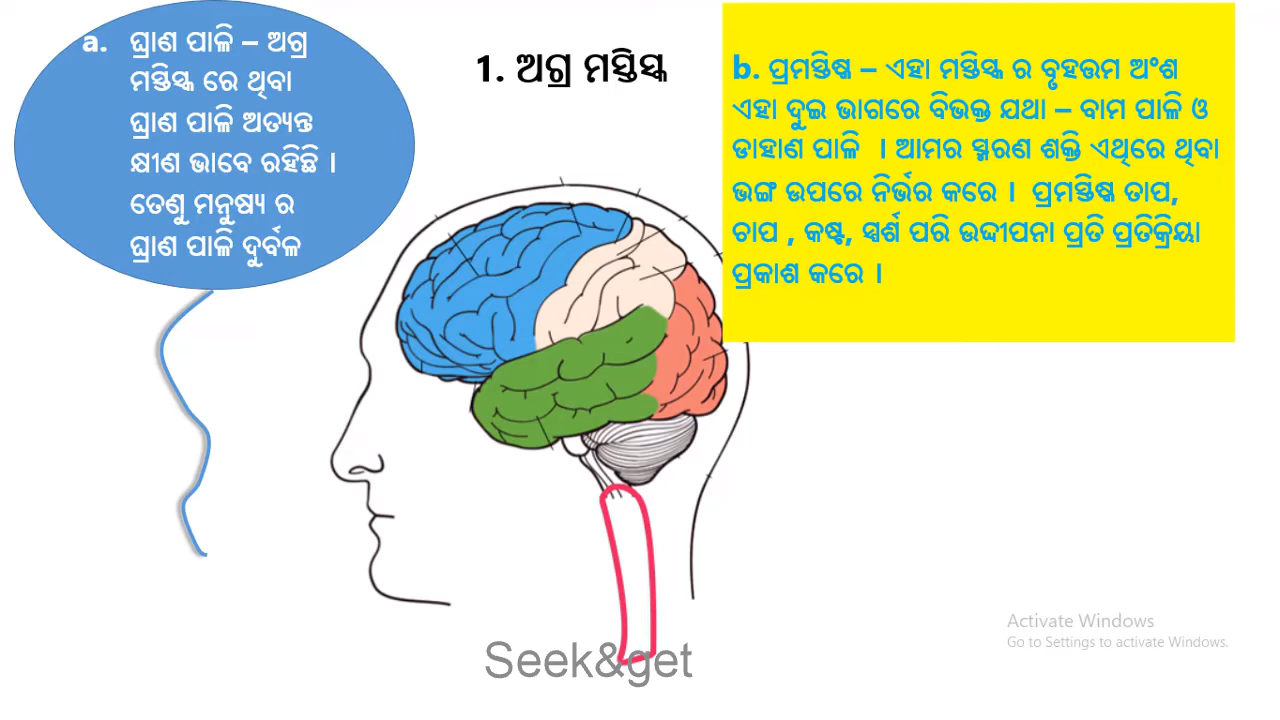 a. ଘ୍ରାଣ ପାଳି – ଅଗ୍ର
ମସ୍ତିସ୍କ ରେ ଥିବା
ଘ୍ରାଣ ପାଳି ଅତ୍ୟନ୍ତ
କ୍ଷୀଣ ଭାବେ ରହିଛି ।
ତେଣୁ ମନୁଷ୍ୟ ର
ଘ୍ରାଣ ପାଳି ଦୁର୍ବଳ
1. ଅଗ୍ର ମସ୍ତିସ୍କ
b. ପ୍ରମସ୍ତିଷ୍କ – ଏହା ମସ୍ତିସ୍କ ର ବୃହତ୍ତମ ଅଂଶ
ଏହା ଦୁଇ ଭାଗରେ ବିଭକ୍ତ ଯଥା – ବାମ ପାଳି ଓ
ଡାହାଣ ପାଳି । ଆମର ସ୍ମରଣ ଶକ୍ତି ଏଥିରେ ଥିବା
ଭଙ୍ଗ ଉପରେ ନିର୍ଭର କରେ । ପ୍ରମସ୍ତିଷ୍କ ତାପ,
ଚାପ , କଷ୍ଟ, ସ୍ପର୍ଶ ପରି ଉଦ୍ଦୀପନା ପ୍ରତି ପ୍ରତିକ୍ରିୟା
ପ୍ରକାଶ କରେ ।
Activate Windows
Go to Settings to activate Windows.
Seek&get